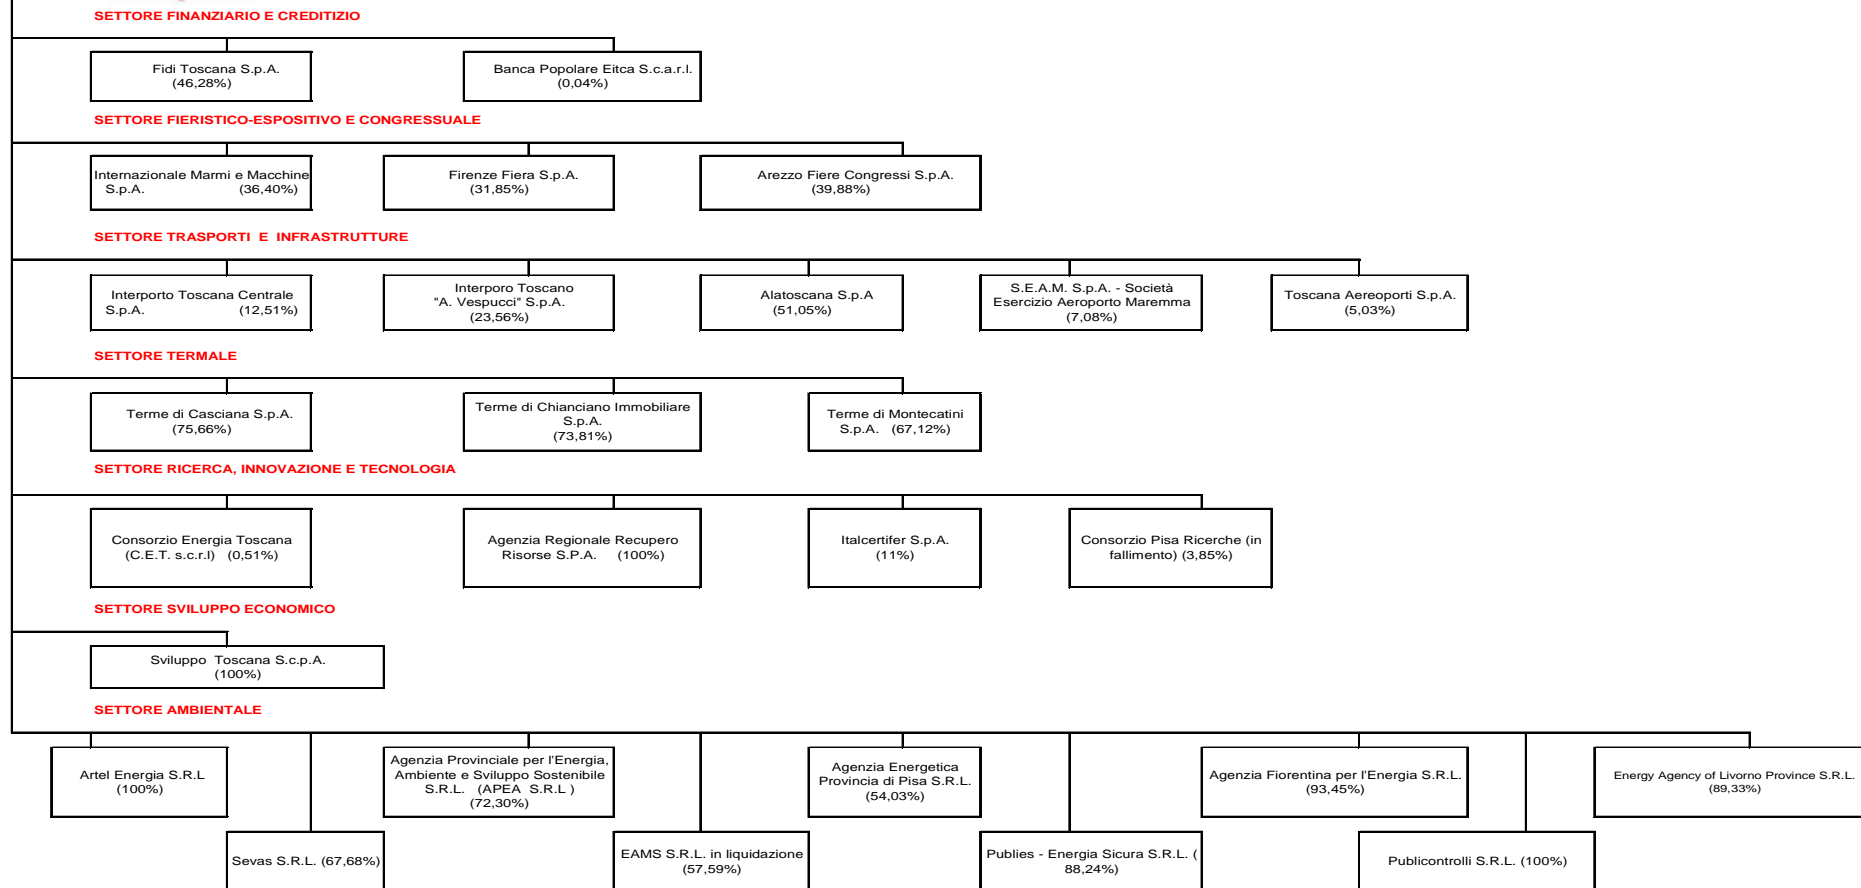 SETTORE FINANZIARIO E CREDITIZIO
Fidi Toscana S.p.A.
(46,28%)
Banca Popolare Eitca S.c.a.r.l.
(0,04%)
SETTORE FIERISTICO-ESPOSITIVO E CONGRESSUALE
Internazionale Marmi e Macchine
S.p.A. (36,40%)
Firenze Fiera S.p.A.
(31,85%)
Arezzo Fiere Congressi S.p.A.
(39,88%)
SETTORE TRASPORTI E INFRASTRUTTURE
Interporto Toscana Centrale
S.p.A. (12,51%)
Interporo Toscano
"A. Vespucci" S.p.A.
(23,56%)
Alatoscana S.p.A
(51,05%)
S.E.A.M. S.p.A. - Società
Esercizio Aeroporto Maremma
(7,08%)
Toscana Aereoporti S.p.A.
(5,03%)
SETTORE TERMALE
Terme di Casciana S.p.A.
(75,66%)
Terme di Chianciano Immobiliare
S.p.A.
(73,81%)
Terme di Montecatini
S.p.A. (67,12%)
SETTORE RICERCA, INNOVAZIONE E TECNOLOGIA
Consorzio Energia Toscana
(C.E.T. s.c.r.l) (0,51%)
Agenzia Regionale Recupero
Risorse S.P.A. (100%)
Italcertifer S.p.A.
(11%)
Consorzio Pisa Ricerche (in
fallimento) (3,85%)
SETTORE SVILUPPO ECONOMICO
Sviluppo Toscana S.c.p.A.
(100%)
SETTORE AMBIENTALE
Artel Energia S.R.L
(100%)
Agenzia Provinciale per l'Energia,
Ambiente e Sviluppo Sostenibile
S.R.L. (APEA S.R.L )
(72,30%)
Agenzia Energetica
Provincia di Pisa S.R.L.
(54,03%)
Agenzia Fiorentina per l'Energia S.R.L.
(93,45%)
Energy Agency of Livorno Province S.R.L.
(89,33%)
Sevas S.R.L. (67,68%)
EAMS S.R.L. in liquidazione
(57,59%)
Publies - Energia Sicura S.R.L. (
88,24%)
Publicontrolli S.R.L. (100%)